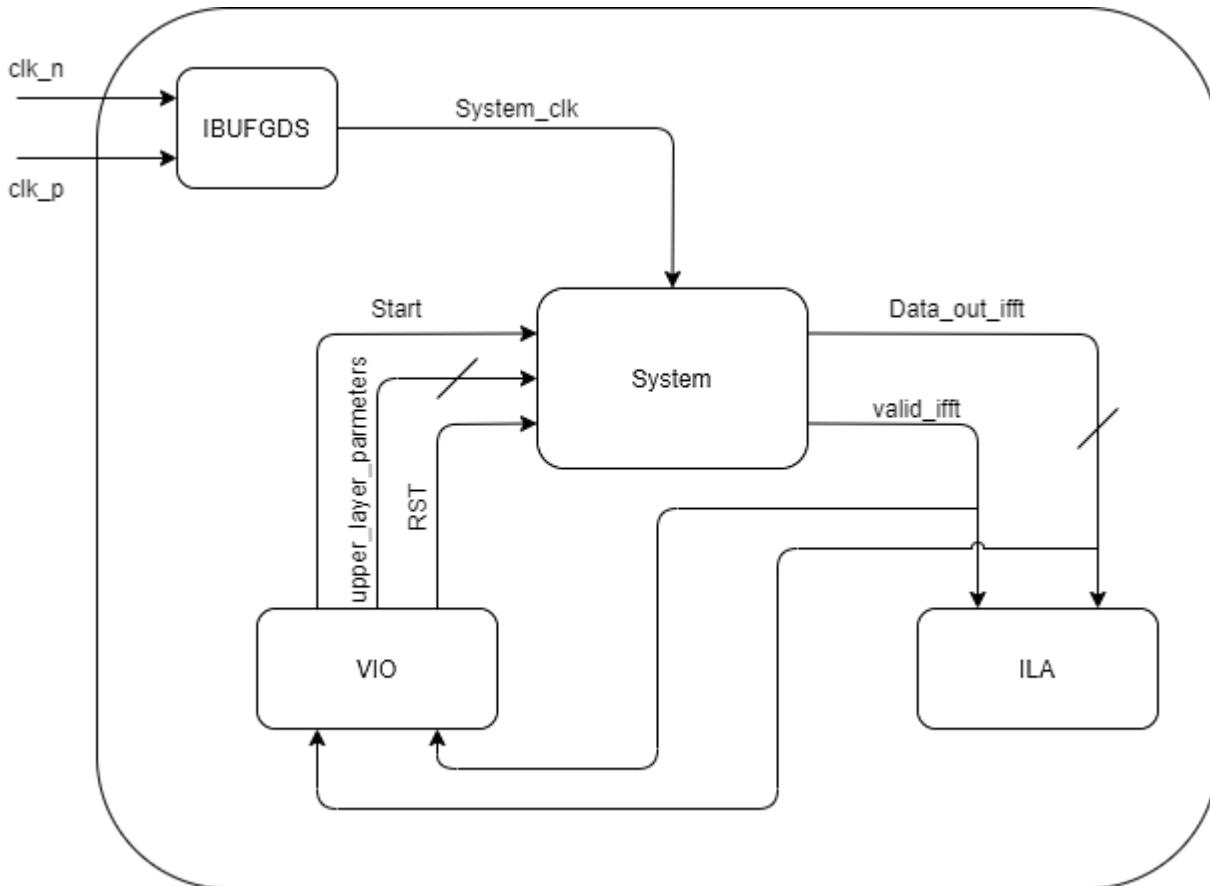 clk_n
clk_p
IBUFGDS
System_clk
Start
upper_layer_parmeters
RST
System
Data_out_ifft
valid_ifft
VIO
ILA